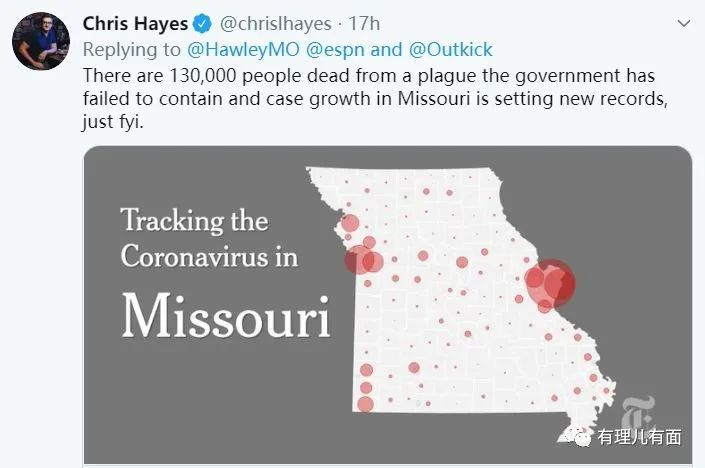 Chris Hayes @chrislhayes · 17h
Replying to @HawleyMO @espn and @Outkick
There are 130,000 people dead from a plague the government has
failed to contain and case growth in Missouri is setting new records,
just fyi.
Tracking the
Coronavirus in
Missouri
T
有理儿有面